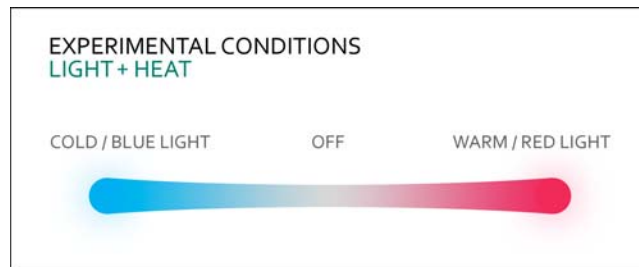 EXPERIMENTAL CONDITIONS
LIGHT + HEAT
COLD / BLUE LIGHT OFF WARM / RED LIGHT